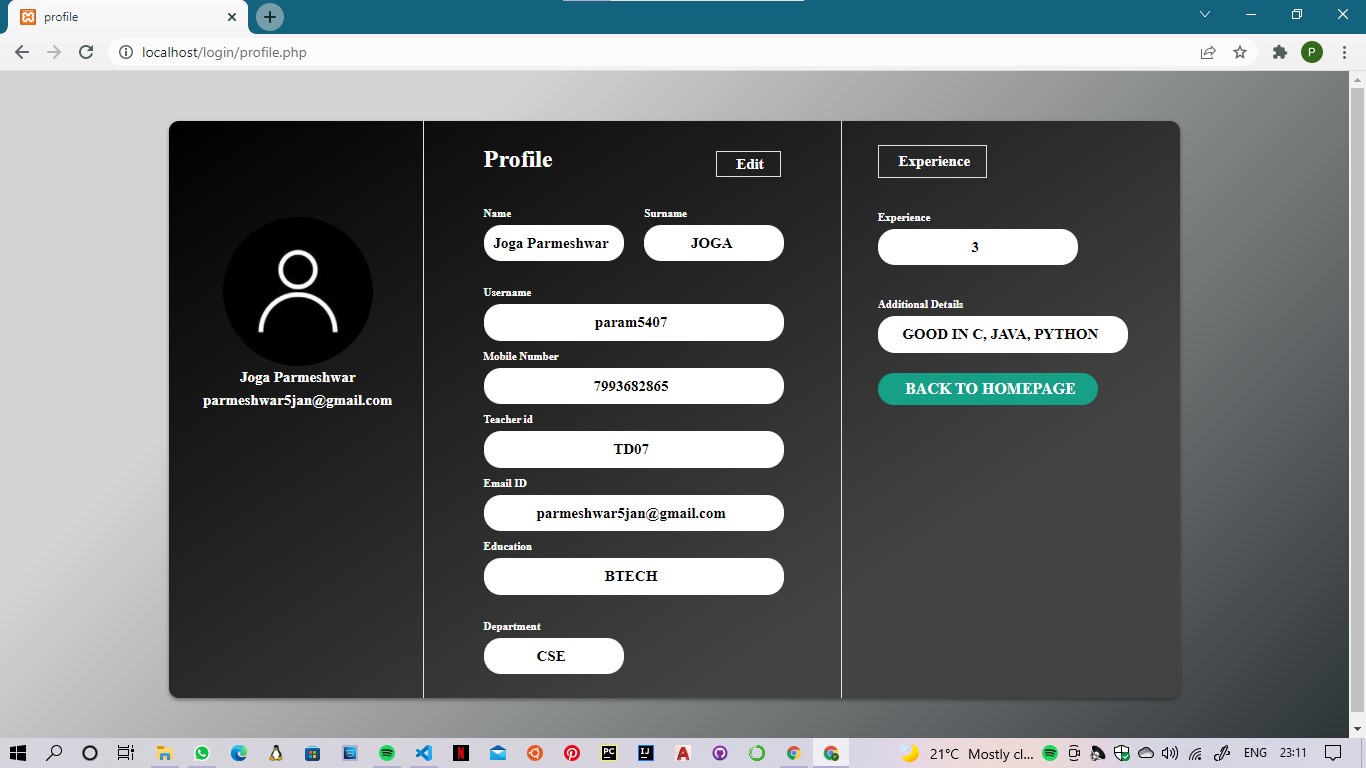 profile
localhost/login/profile.php
P
Joga Parmeshwar
parmeshwar5jan@gmail.com
Profile
Edit
Name
Surname
Joga Parmeshwar
JOGA
Username
param5407
Mobile Number
7993682865
Teacher id
TD07
Email ID
parmeshwar5jan@gmail.com
Education
BTECH
Department
CSE
Experience
Experience
3
Additional Details
GOOD IN C, JAVA, PYTHON
BACK TO HOMEPAGE
N
PC
IJ
A
21°C Mostly cl...
ENG
23:11